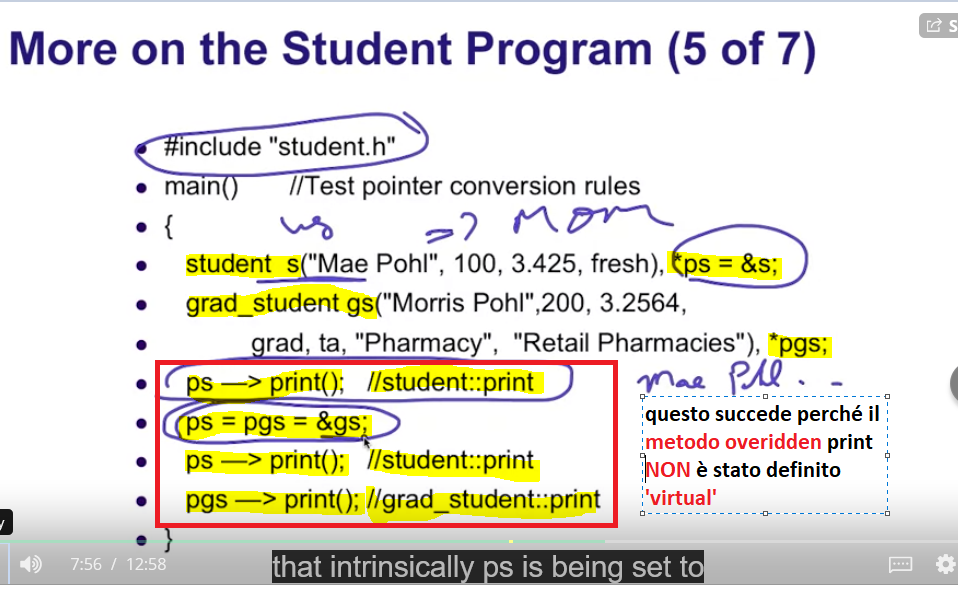 More on the Student Program (5 of 7)
S
• #include "student.h"
• main() //Test pointer conversion rules
• {
us => Mom
• student s("Mae Pohl", 100, 3.425, fresh), *ps = &s;
• grad_student gs("Morris Pohl",200, 3.2564,
• grad, ta, "Pharmacy", "Retail Pharmacies"), *pgs;
• ps —> print(); //student::print
Mae
• ps = pgs = &gs;
• ps —> print(); //student::print
• pgs —> print(); //grad_student::print
• }
questo succede perché il
metodo overidden print
NON è stato definito
'virtual'
y
7:56 / 12:58
that intrinsically ps is being set to